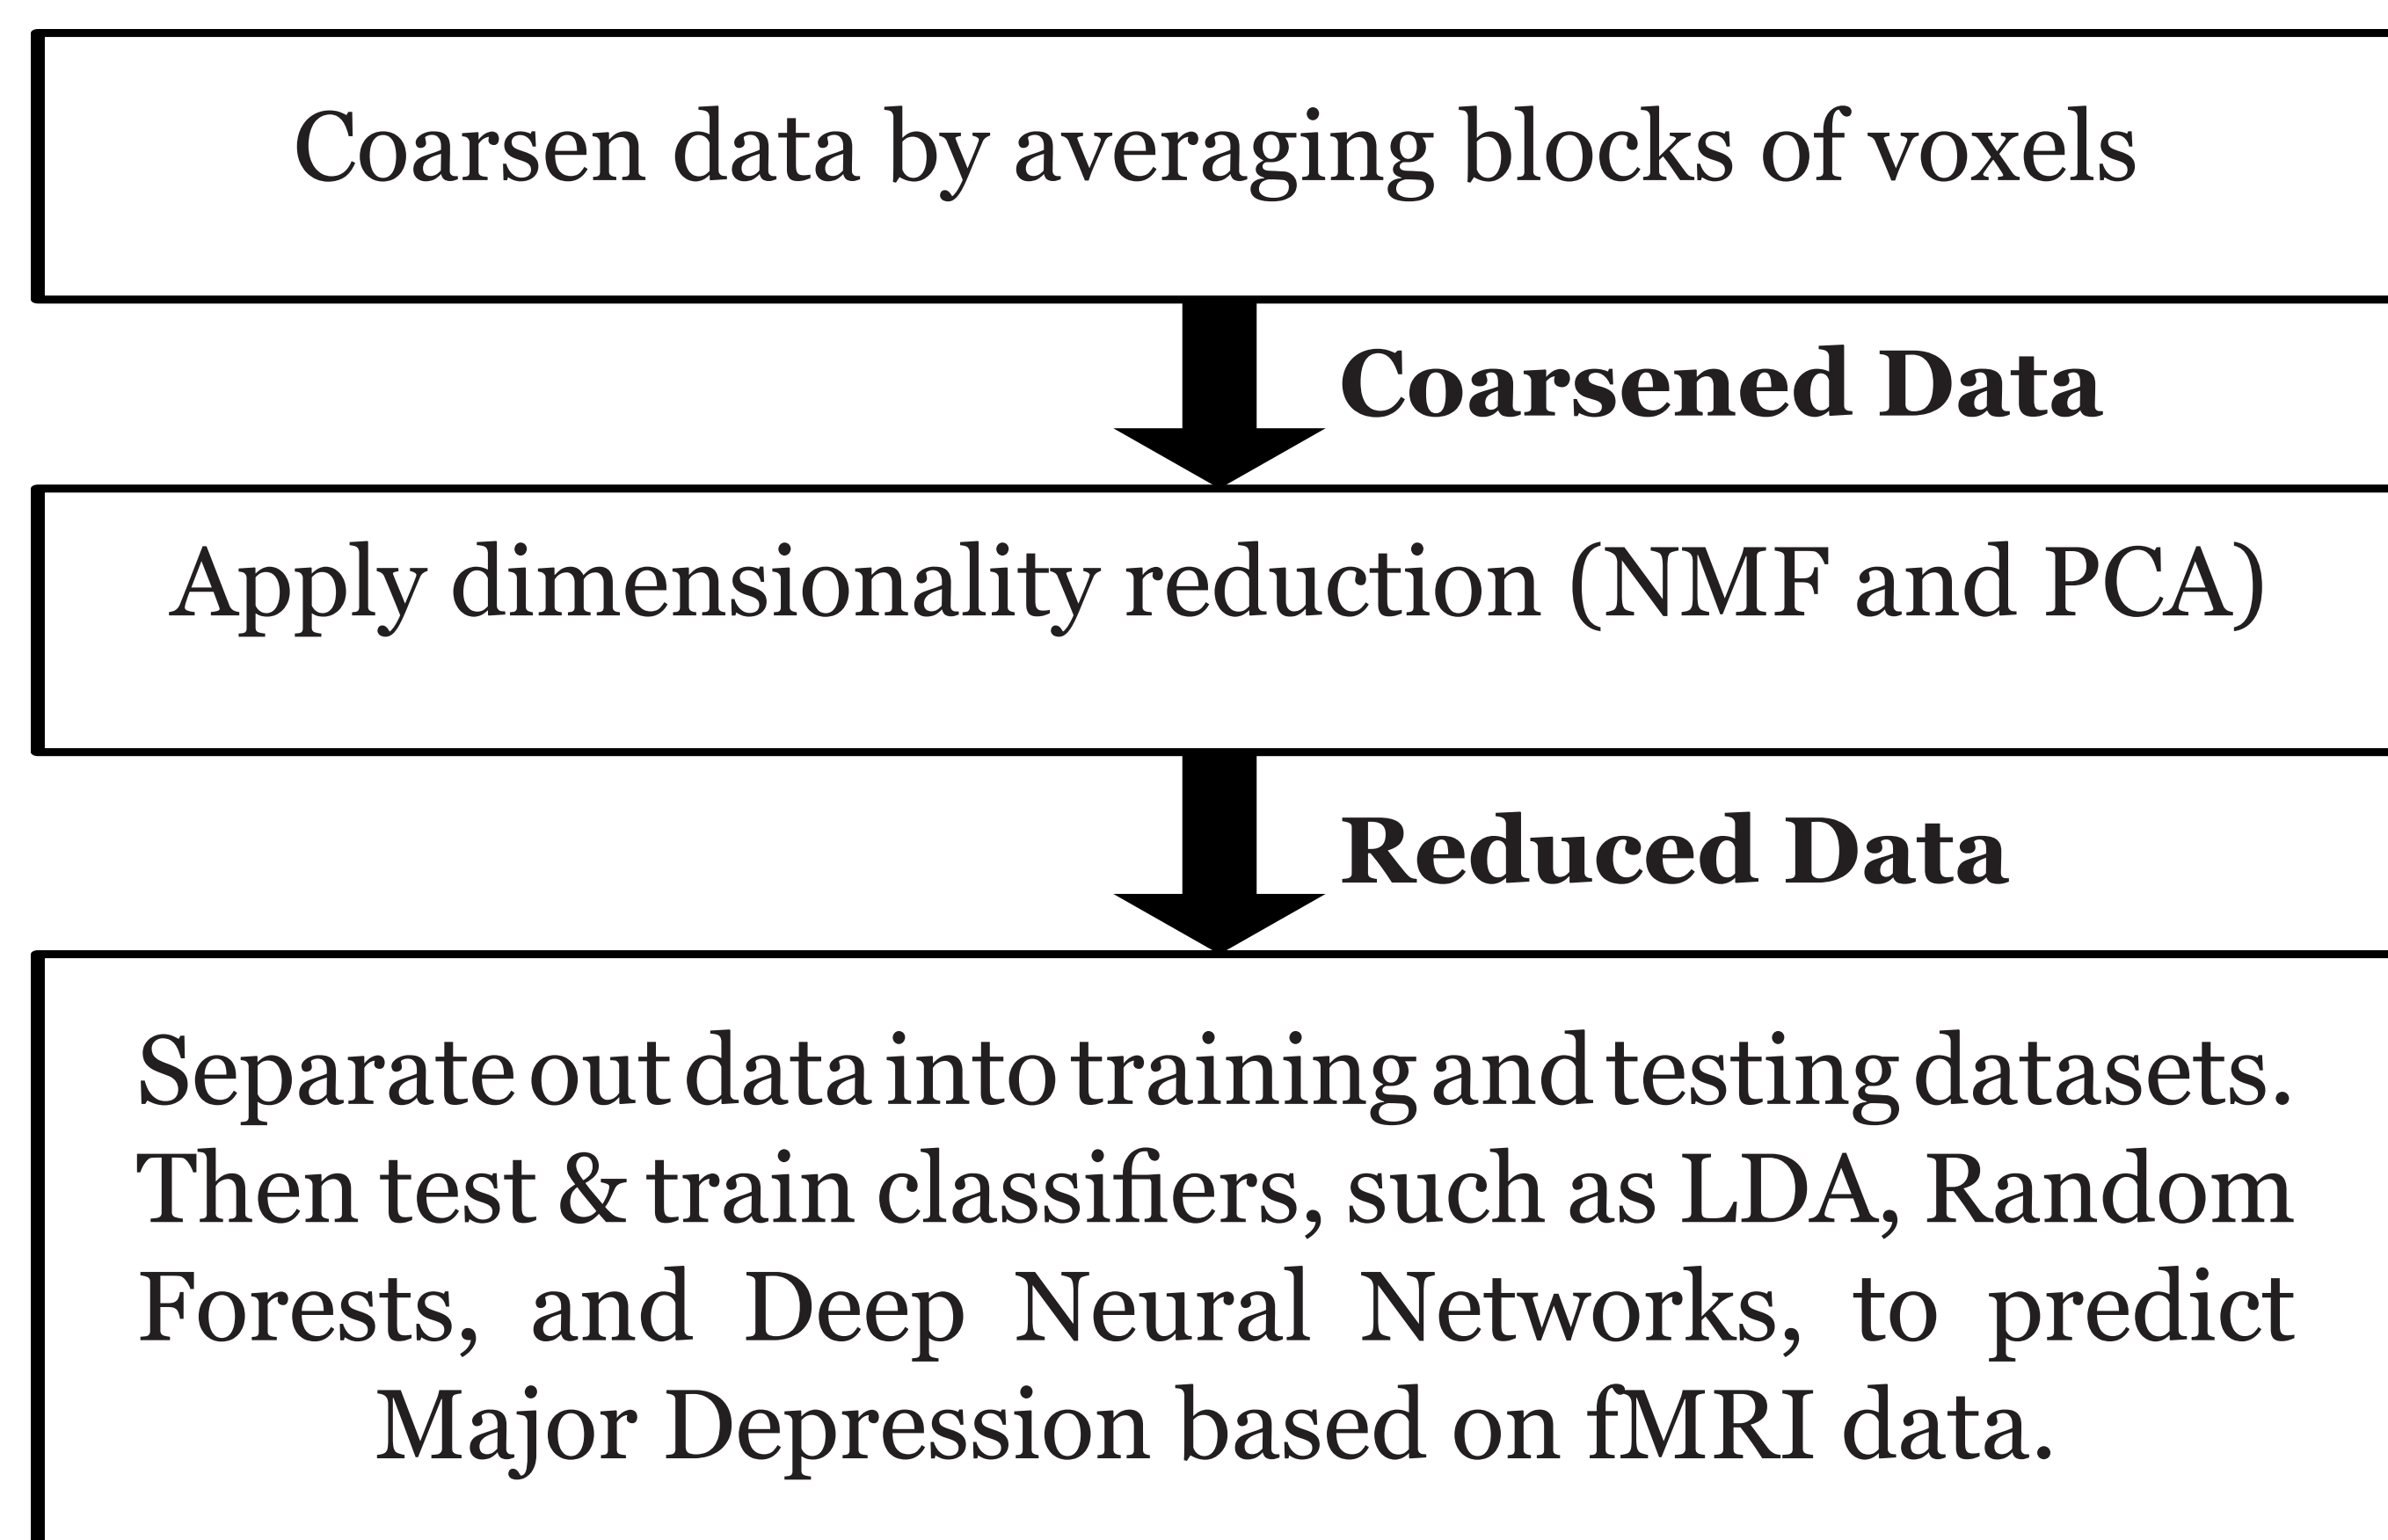 Coarsen data by averaging blocks of voxels
Coarsened Data
Apply dimensionality reduction (NMF and PCA)
Reduced Data
Separate out data into training and testing datasets.
Then test & train classifiers, such as LDA, Random
Forests, and Deep Neural Networks, to predict
Major Depression based on fMRI data.